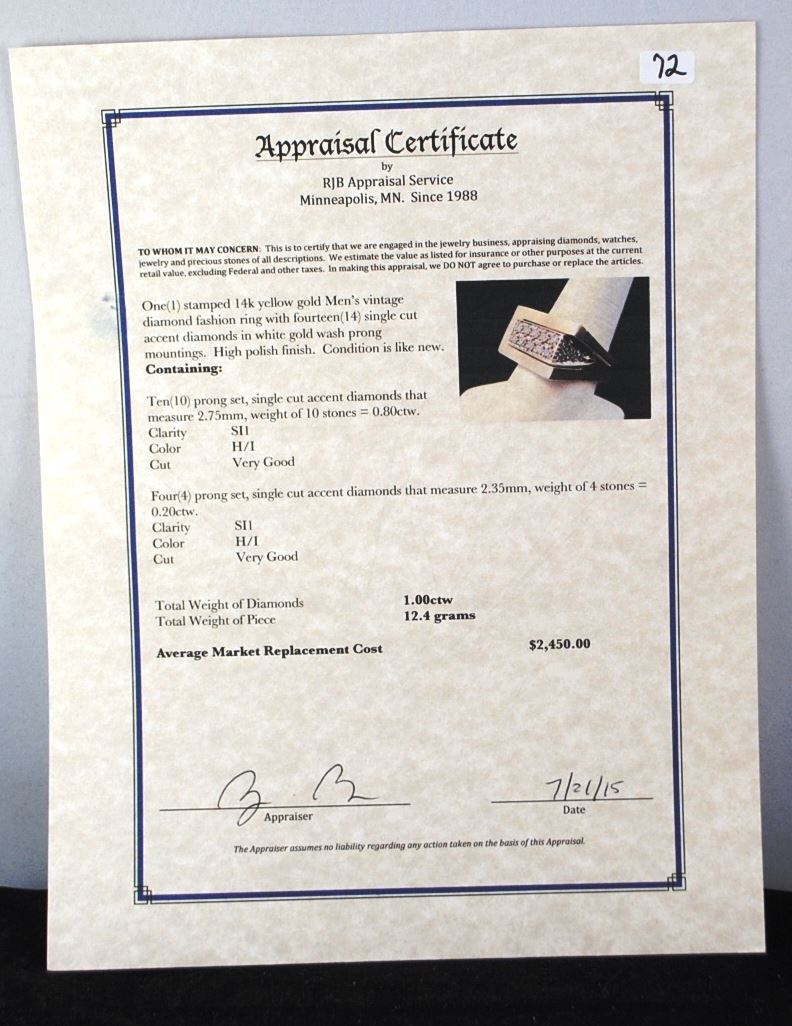 72
Appraisal Certificate
by
RJB Appraisal Service
Minneapolis, MN. Since 1988
TO WHOM IT MAY CONCERN: This is to certify that we are engaged in the jewelry business, appraising diamonds, watches,
jewelry and precious stones of all descriptions. We estimate the value as listed for insurance or other purposes at the current
retail value, excluding Federal and other taxes. In making this appraisal, we DO NOT agree to purchase or replace the articles.
One(1) stamped 14k yellow gold Men's vintage
diamond fashion ring with fourteen(14) single cut
accent diamonds in white gold wash prong
mountings. High polish finish. Condition is like new.
Containing:
Ten(10) prong set, single cut accent diamonds that
measure 2.75mm, weight of 10 stones = 0.80ctw.
Clarity SI1
Color H/I
Cut Very Good
Four(4) prong set, single cut accent diamonds that measure 2.35mm, weight of 4 stones =
0.20ctw.
Clarity SI1
Color H/I
Cut Very Good
Total Weight of Diamonds 1.00ctw
Total Weight of Piece 12.4 grams
Average Market Replacement Cost $2,450.00
7/21/15
Appraiser Date
The Appraiser assumes no liability regarding any action taken on the basis of this Appraisal.